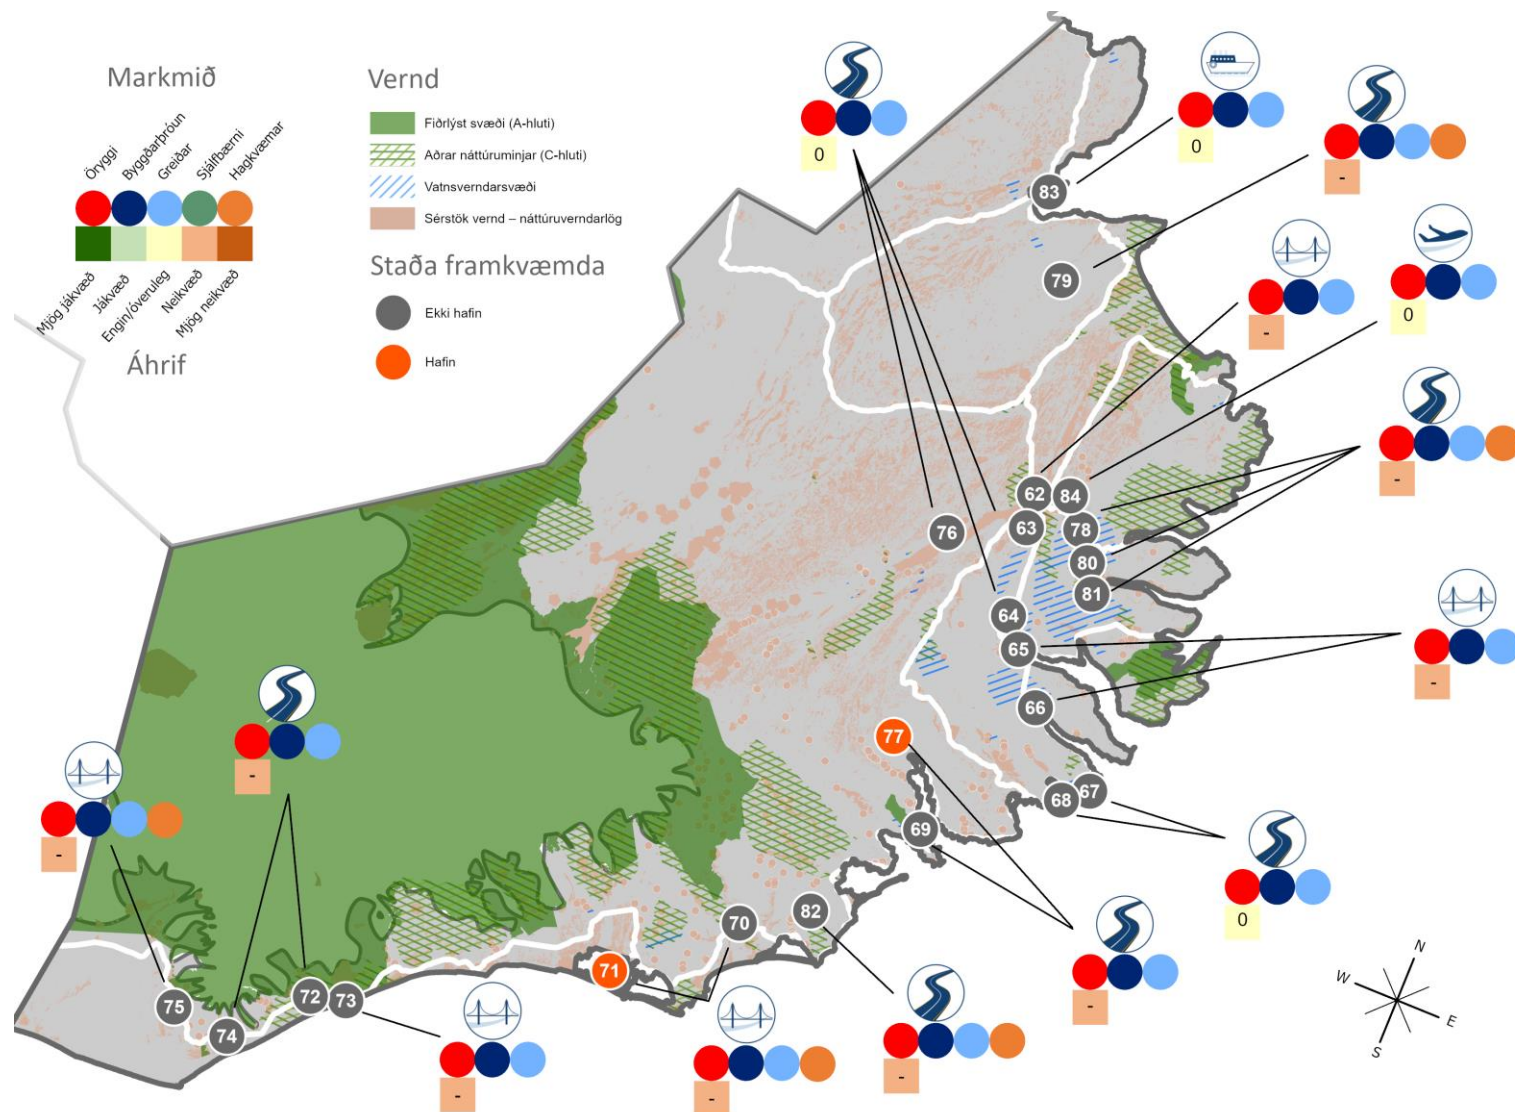 Markmið
Öryggi
Byggðarþróun
Greiðar
Sjálfbærni
Hagkvæmar
Mjög jákvæð
Jákvæð
Engin/óveruleg
Neikvæð
Mjög neikvæð
Áhrif
Vernd
Fiðrlýst svæði (A-hluti)
Aðrar náttúruminjar (C-hluti)
Vatnsverndarsvæði
Sérstök vernd – náttúruverndarlög
Staða framkvæmda
Ekki hafin
Hafin
0
0
-
83
79
-
0
62
84
-
76
63
78
80
81
64
65
-
66
77
-
-
67
68
69
0
70
82
71
-
75
72
73
74
-
-
-
N
W
E
S